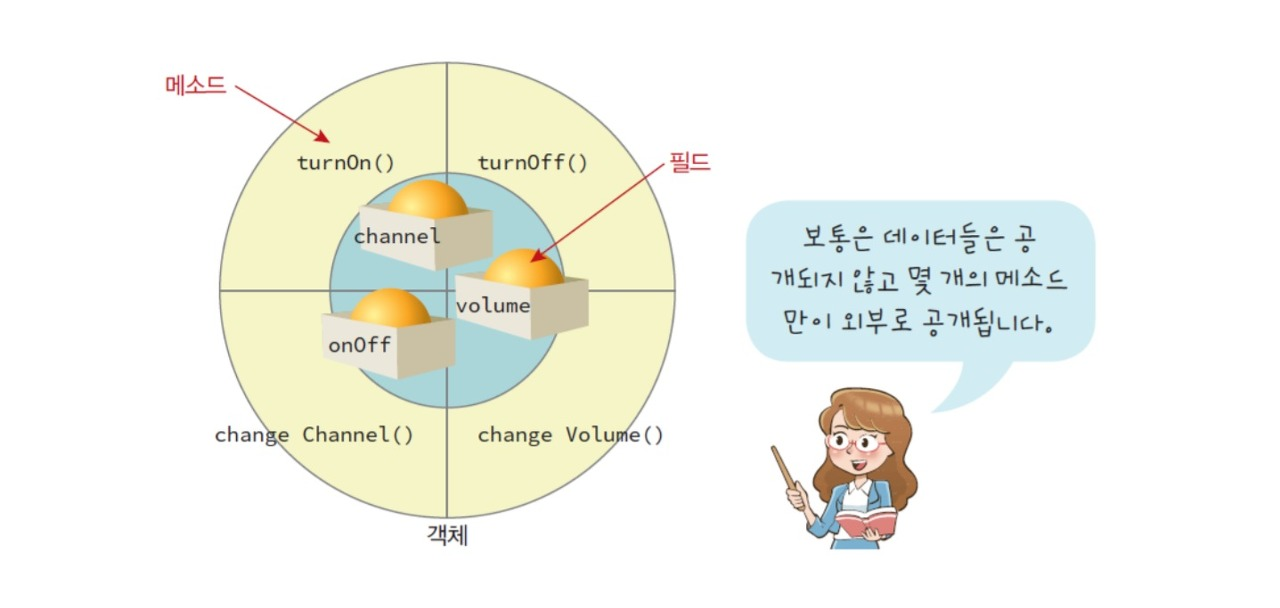 메소드
turnOn()
turnOff()
필드
channel
volume
onOff
change Channel()
change Volume()
객체
보통은 데이터들은 공
개되지 않고 몇 개의 메소드
만이 외부로 공개됩니다.